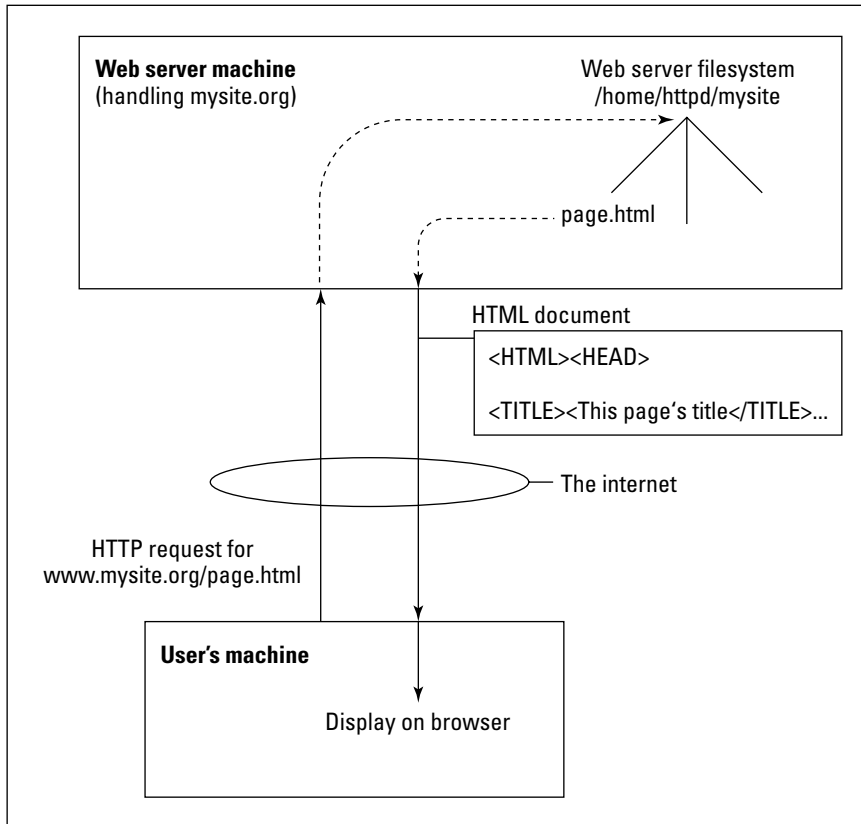 Web server machine
(handling mysite.org)
Web server filesystem
/home/httpd/mysite
page.html
HTML document
<HTML><HEAD>
<TITLE><This page‘s title</TITLE>...
The internet
HTTP request for
www.mysite.org/page.html
User's machine
Display on browser